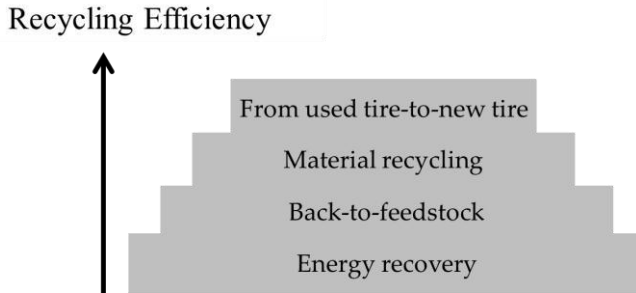 Recycling Efficiency
From used tire-to-new tire
Material recycling
Back-to-feedstock
Energy recovery